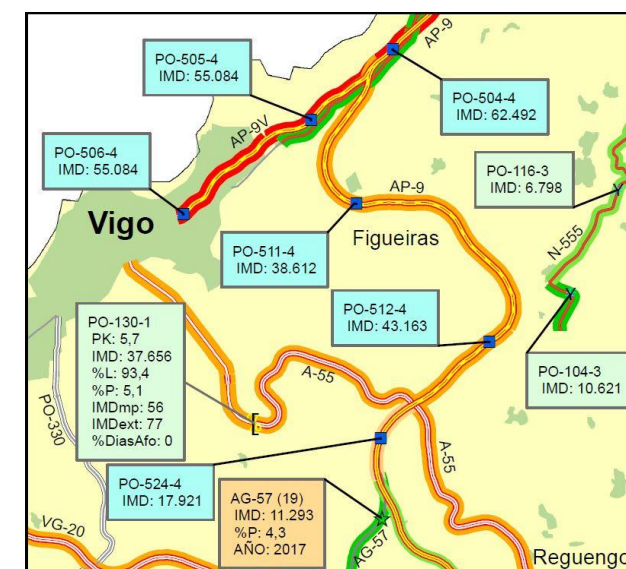 AP-9
PO-505-4
IMD: 55.084
PO-504-4
IMD: 62.492
AP-9V
PO-506-4
IMD: 55.084
PO-116-3
IMD: 6.798
AP-9
Vigo
Figueiras
N-555
PO-511-4
IMD: 38.612
PO-512-4
IMD: 43.163
PO-130-1
PK: 5,7
IMD: 37.656
%L: 93,4
%P: 5,1
IMDmp: 56
IMDext: 77
%DiasAfo: 0
PO-104-3
IMD: 10.621
A-55
PO-330
A-55
PO-524-4
IMD: 17.921
AG-57 (19)
IMD: 11.293
%P: 4,3
AÑO: 2017
VG-20
AG-57
Reguengo